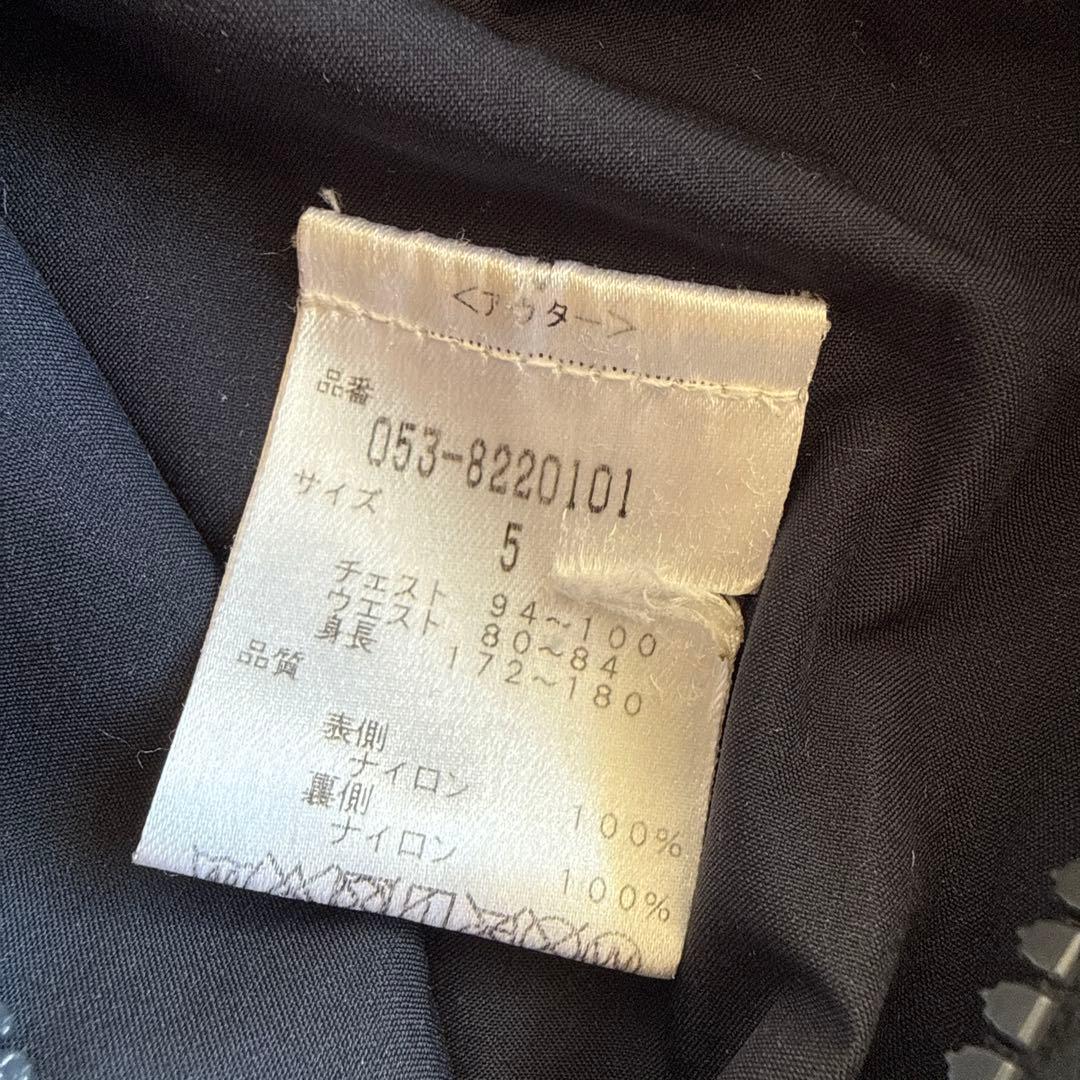 <アウター>
品番
053-8220101
サイズ
5
チェスト 94~100
ウエスト 80~84
身長 172~180
品質
表側
ナイロン 100%
裏側
ナイロン 100%